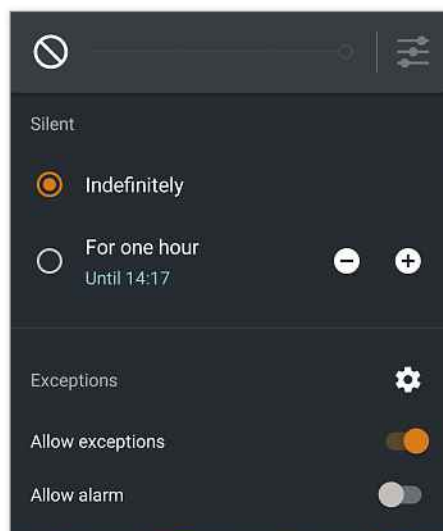 Silent
Indefinitely
For one hour
Until 14:17
Exceptions
Allow exceptions
Allow alarm